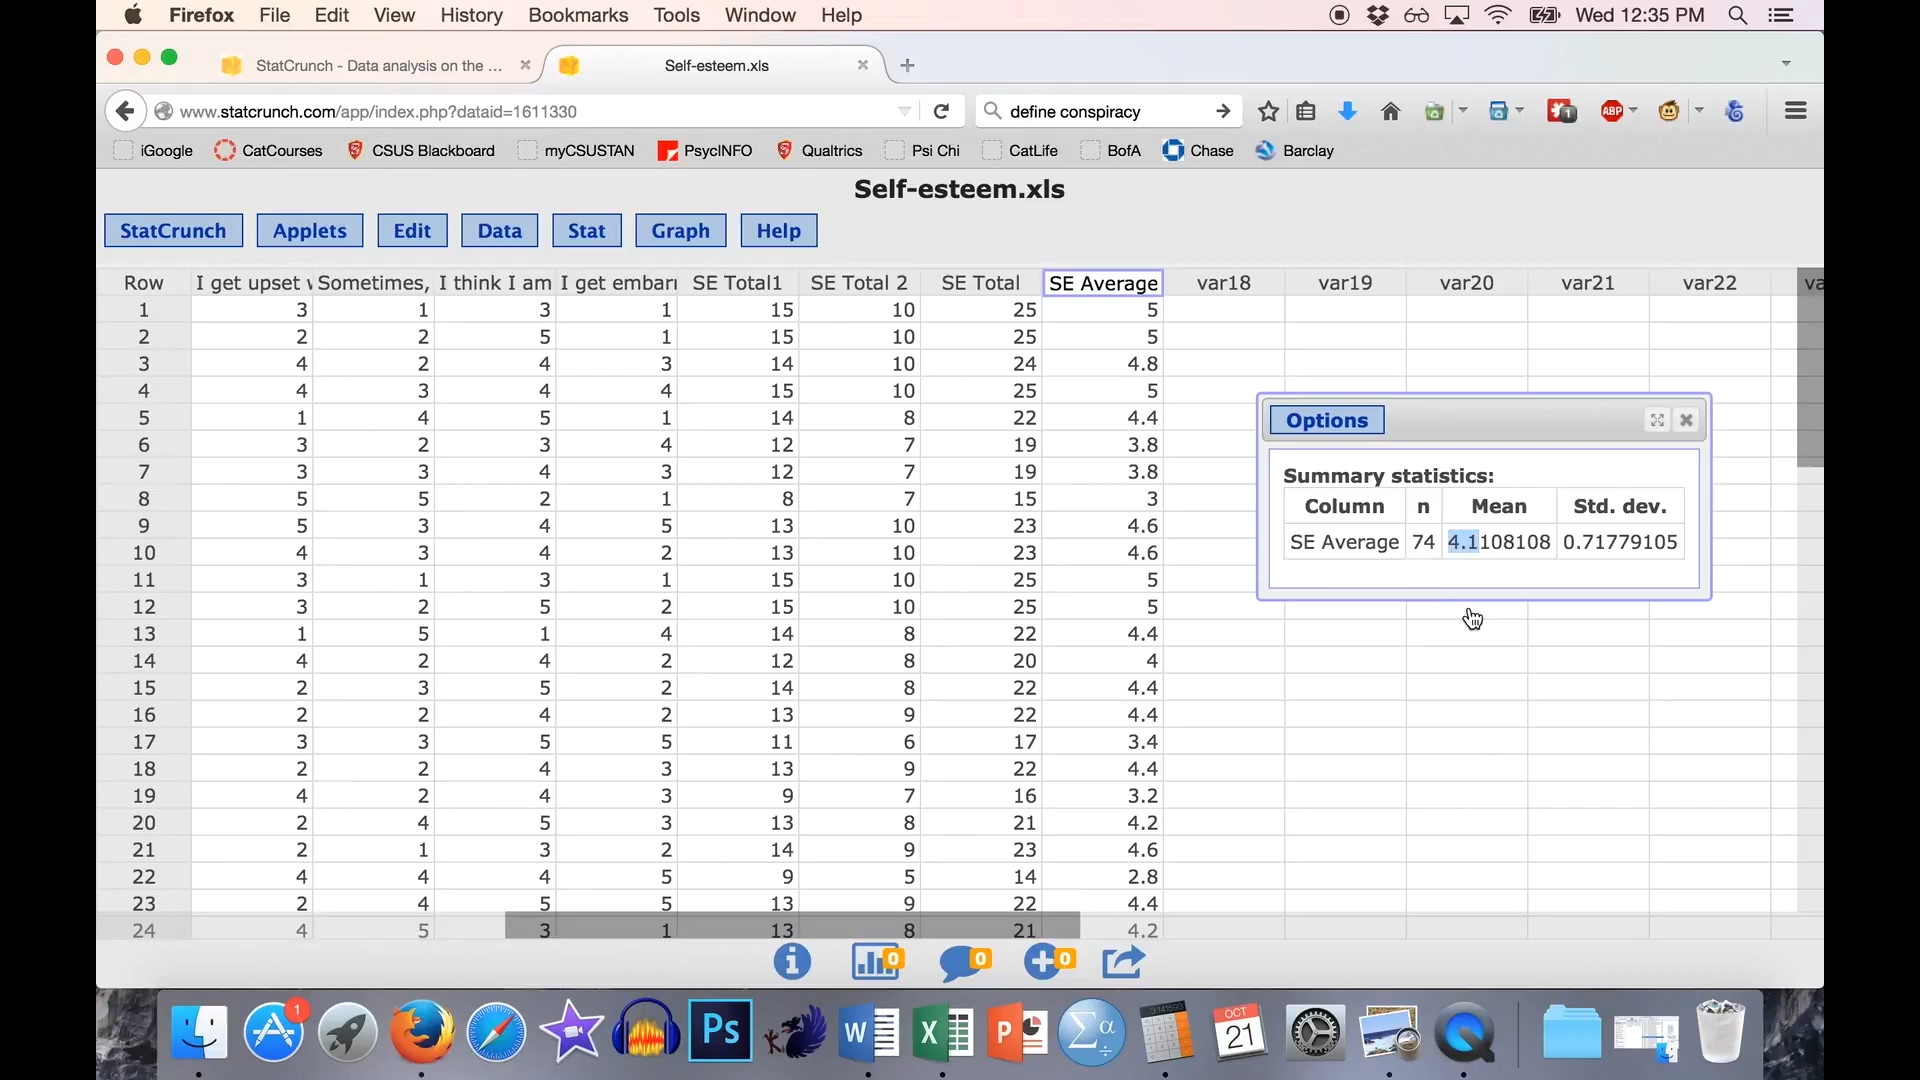 Firefox File Edit View History Bookmarks Tools Window Help Wed 12:35 PM
StatCrunch - Data analysis on the ... Self-esteem.xls
www.statcrunch.com/app/index.php?dataid=1611330 define conspiracy 1 ABP
iGoogle CatCourses CSUS Blackboard myCSUSTAN PsycINFO Qualtrics Psi Chi CatLife BofA Chase Barclay
Self-esteem.xls
StatCrunch Applets Edit Data Stat Graph Help
Row I get upset Sometimes, I think I am I get embar SE Total1 SE Total 2 SE Total SE Average var18 var19 var20 var21 var22 va
1 3 1 3 1 15 10 25 5
2 2 2 5 1 15 10 25 5
3 4 2 4 3 14 10 24 4.8
4 4 3 4 4 15 10 25 5
5 1 4 5 1 14 8 22 4.4
6 3 2 3 4 12 7 19 3.8
7 3 3 4 3 12 7 19 3.8
8 5 5 2 1 8 7 15 3
9 5 3 4 5 13 10 23 4.6
10 4 3 4 2 13 10 23 4.6
11 3 1 3 1 15 10 25 5
12 3 2 5 2 15 10 25 5
13 1 5 1 4 14 8 22 4.4
14 4 2 4 2 12 8 20 4
15 2 3 5 2 14 8 22 4.4
16 2 2 4 2 13 9 22 4.4
17 3 3 5 5 11 6 17 3.4
18 2 2 4 3 13 9 22 4.4
19 4 2 4 3 9 7 16 3.2
20 2 4 5 3 13 8 21 4.2
21 2 1 3 2 14 9 23 4.6
22 4 4 4 5 9 5 14 2.8
23 2 4 5 5 13 9 22 4.4
24 4 5 3 1 13 8 21 4.2
Options
Summary statistics:
Column n Mean Std. dev.
SE Average 74 4.1108108 0.71779105
0 0 0
1 Ps W X P Σα÷ OCT 21